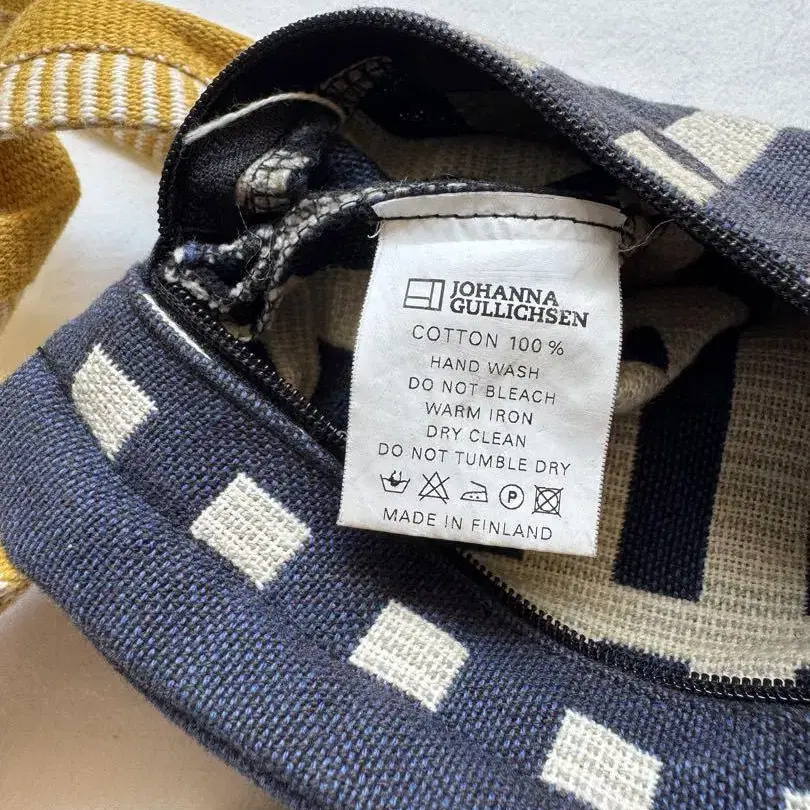 JOHANNA
GULLICHSEN
COTTON 100 %
HAND WASH
DO NOT BLEACH
WARM IRON
DRY CLEAN
DO NOT TUMBLE DRY
P
MADE IN FINLAND